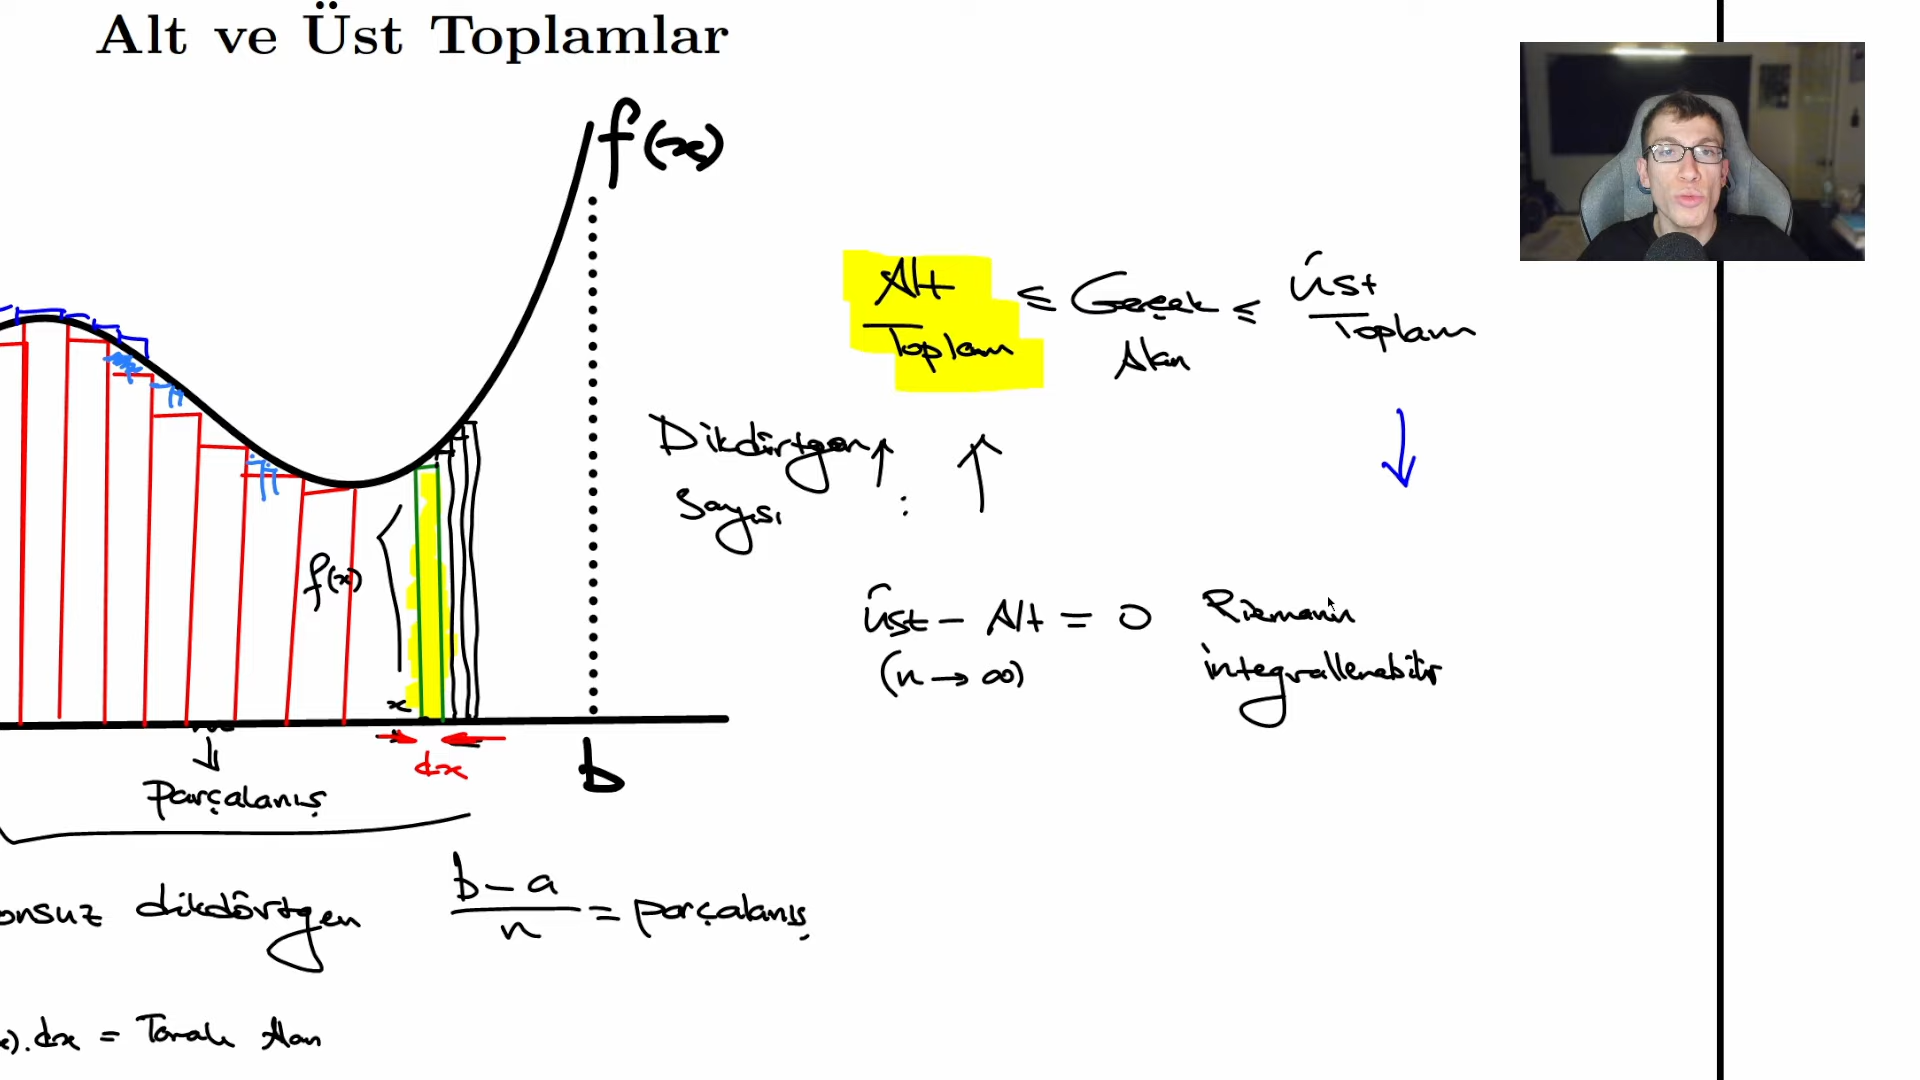 Alt ve Üst Toplamlar
f(x)
Alt Toplam ≤ Gerçek Alan ≤ Üst Toplam
Dikdörtgen ↑
Sayısı :
↑
↓
f(x)
Üst - Alt = 0 Riemann
(n → ∞) integrallenebilir
x
dx
b
Parçalanış
onsuz dikdörtgen
b-a
n = parçalanış
x).dx = Taralı Alan